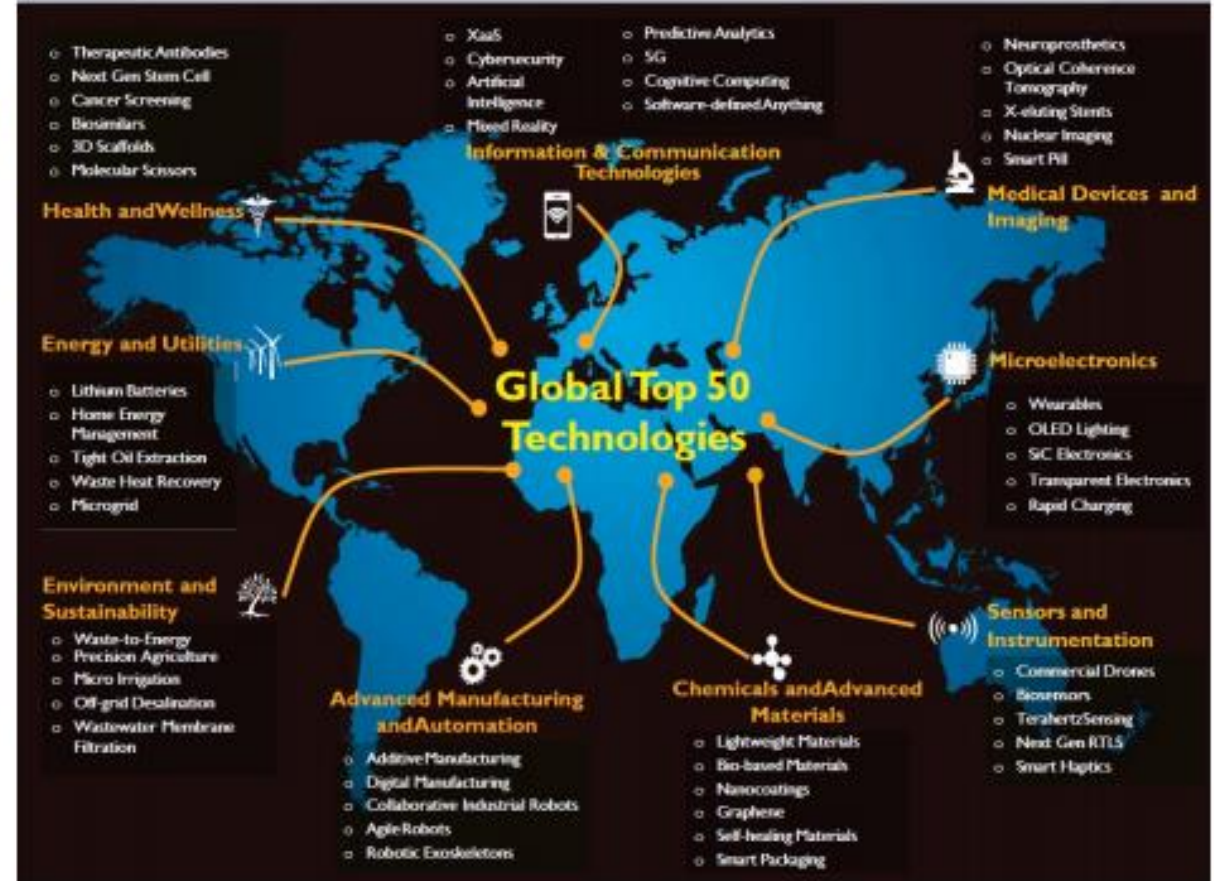 o Therapeutic Antibodies
o Next Gen Stem Cell
o Cancer Screening
o Biosimilars
o 3D Scaffolds
o Molecular Scissors
Health andWellness
o XaaS
o Cybersecurity
o Artificial
Intelligence
o Mixed Reality
o Predictive Analytics
o 5G
o Cognitive Computing
o Software-defined Anything
Information & Communication
Technologies
o Neuroprosthetics
o Optical Coherence
Tomography
o X-eluting Stents
o Nuclear Imaging
o Smart Pill
Medical Devices and
Imaging
Energy and Utilities
o Lithium Batteries
o Home Energy
Management
o Tight Oil Extraction
o Waste Heat Recovery
o Microgrid
Global Top 50
Technologies
Microelectronics
o Wearables
o OLED Lighting
o SiC Electronics
o Transparent Electronics
o Rapid Charging
Environment and
Sustainability
o Waste-to-Energy
o Precision Agriculture
o Micro Irrigation
o Off-grid Desalination
o Wastewater Membrane
Filtration
Advanced Manufacturing
andAutomation
o Additive Manufacturing
o Digital Manufacturing
o Collaborative Industrial Robots
o Agile Robots
o Robotic Exoskeletons
Chemicals andAdvanced
Materials
o Lightweight Materials
o Bio-based Materials
o Nanocoatings
o Graphene
o Self-healing Materials
o Smart Packaging
Sensors and
Instrumentation
o Commercial Drones
o Biosensors
o TerahertzSensing
o Next Gen RTLS
o Smart Haptics